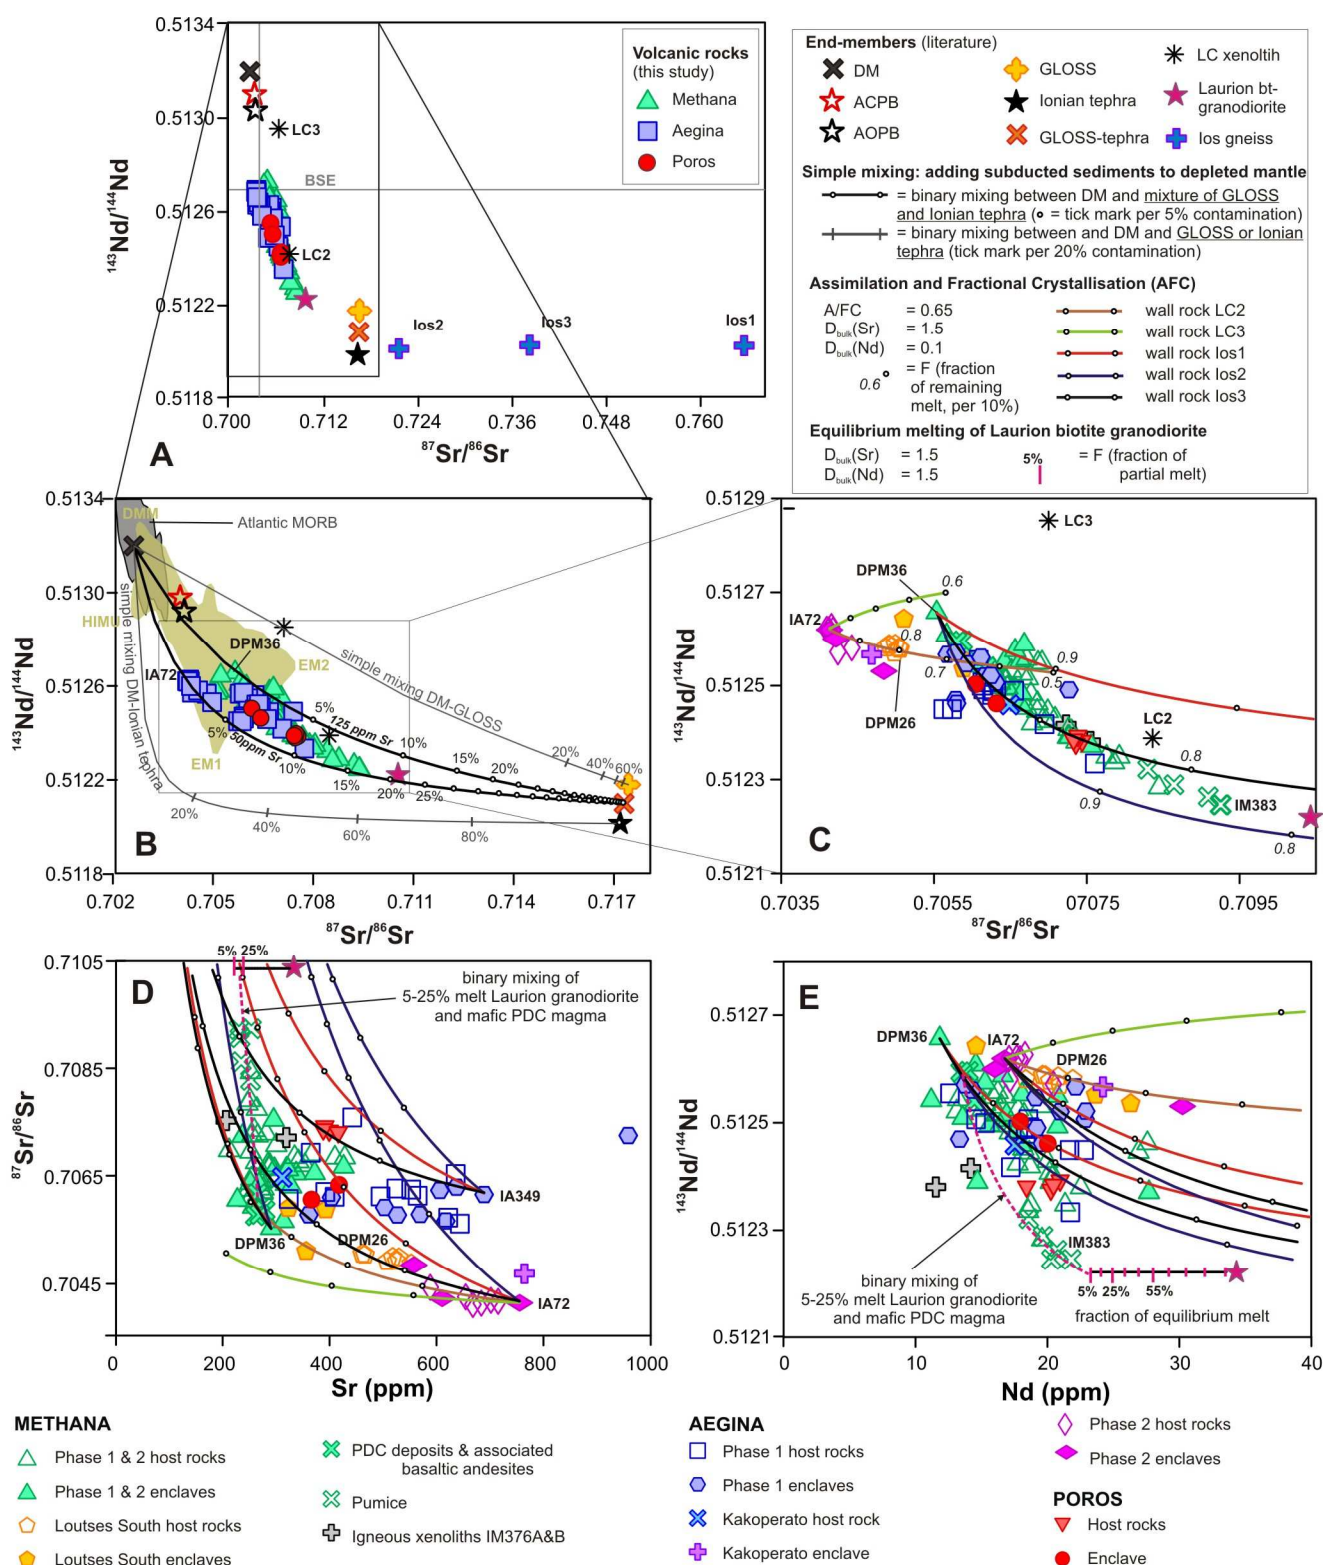 0.5134
0.5130
0.5126
0.5122
0.5118
143Nd/144Nd
0.700
0.712
0.724
0.736
0.748
0.760
87Sr/86Sr
A
LC3
BSE
LC2
Ios2
Ios3
Ios1
Volcanic rocks
(this study)
Methana
Aegina
Poros
End-members (literature)
DM
ACPB
AOPB
GLOSS
Ionian tephra
GLOSS-tephra
LC xenoltih
Laurion bt-
granodiorite
Ios gneiss
Simple mixing: adding subducted sediments to depleted mantle
= binary mixing between DM and mixture of GLOSS
and Ionian tephra (o = tick mark per 5% contamination)
= binary mixing between and DM and GLOSS or Ionian
tephra (tick mark per 20% contamination)
Assimilation and Fractional Crystallisation (AFC)
A/FC = 0.65
Dbulk(Sr) = 1.5
Dbulk(Nd) = 0.1
0.6 = F (fraction
of remaining
melt, per 10%)
wall rock LC2
wall rock LC3
wall rock Ios1
wall rock Ios2
wall rock Ios3
Equilibrium melting of Laurion biotite granodiorite
Dbulk(Sr) = 1.5
Dbulk(Nd) = 1.5
5% = F (fraction of
partial melt)
0.5134
0.5130
0.5126
0.5122
0.5118
143Nd/144Nd
0.702
0.705
0.708
0.711
0.714
0.717
87Sr/86Sr
B
DMM
Atlantic MORB
HIMU
simple mixing DM-Ionian tephra
DPM36
IA72
EM2
EM1
simple mixing DM-GLOSS
5% 125 ppm Sr
10%
15%
20%
20%
40%
60%
5% 50ppm Sr
10%
15%
20%
25%
20%
40%
60%
80%
0.5129
0.5127
0.5125
0.5123
0.5121
143Nd/144Nd
0.7035
0.7055
07075
0.7095
87Sr/86Sr
C
LC3
DPM36
0.6
IA72
0.8
0.7
0.9
0.5
DPM26
LC2
0.8
0.9
IM383
0.8
0.7105
0.7085
0.7065
0.7045
87Sr/86Sr
0
200
400
600
800
1000
Sr (ppm)
D
5% 25%
binary mixing of
5-25% melt Laurion granodiorite
and mafic PDC magma
IA349
DPM36
DPM26
IA72
0.5127
0.5125
0.5123
0.5121
143Nd/144Nd
0
10
20
30
40
Nd (ppm)
E
DPM36
IA72
DPM26
IM383
binary mixing of
5-25% melt Laurion granodiorite
and mafic PDC magma
5% 25% 55%
fraction of equilibrium melt
METHANA
Phase 1 & 2 host rocks
Phase 1 & 2 enclaves
Loutses South host rocks
Loutses South enclaves
PDC deposits & associated
basaltic andesites
Pumice
Igneous xenoliths IM376A&B
AEGINA
Phase 1 host rocks
Phase 1 enclaves
Kakoperato host rock
Kakoperato enclave
Phase 2 host rocks
Phase 2 enclaves
POROS
Host rocks
Enclave